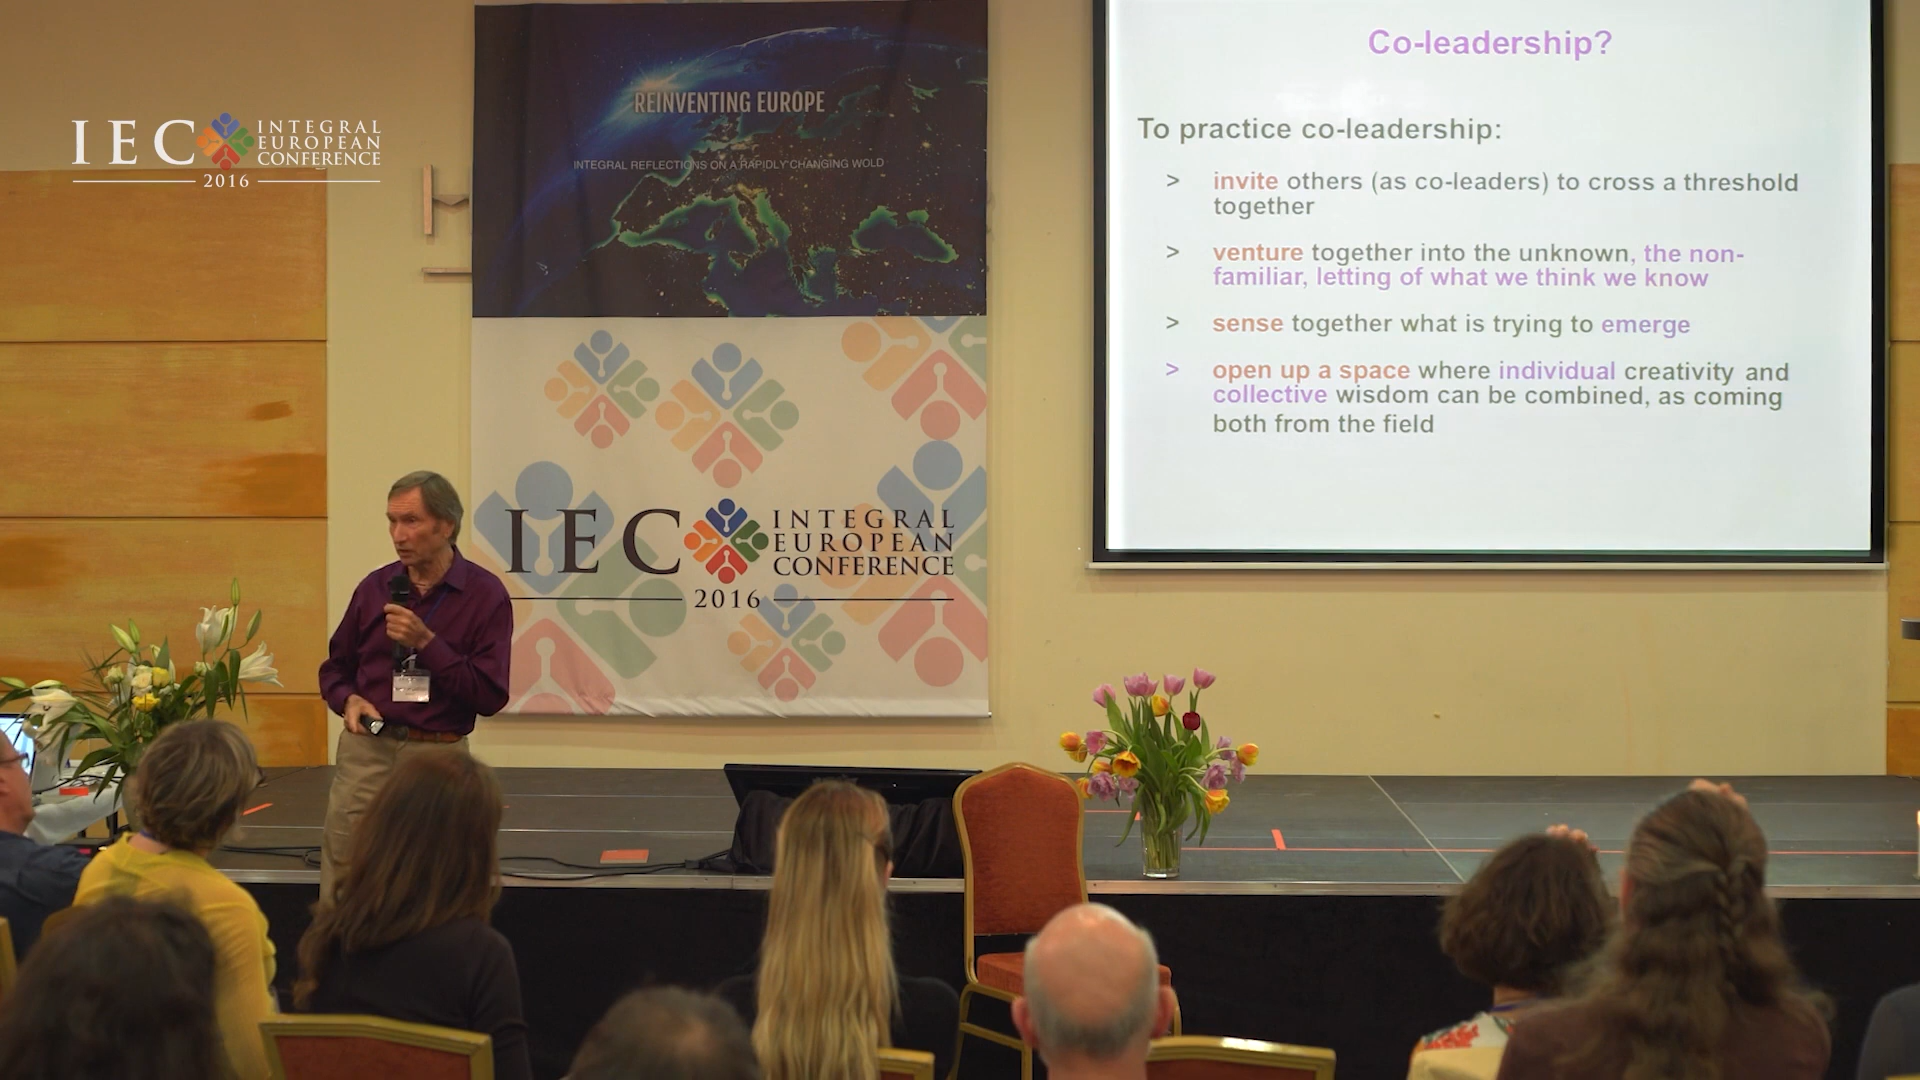 IEC INTEGRAL
EUROPEAN
CONFERENCE
2016
REINVENTING EUROPE
INTEGRAL REFLECTIONS ON A RAPIDLY CHANGING WOLD
IEC INTEGRAL
EUROPEAN
CONFERENCE
2016
Co-leadership?
To practice co-leadership:
> invite others (as co-leaders) to cross a threshold
together
> venture together into the unknown, the non-
familiar, letting of what we think we know
> sense together what is trying to emerge
> open up a space where individual creativity and
collective wisdom can be combined, as coming
both from the field